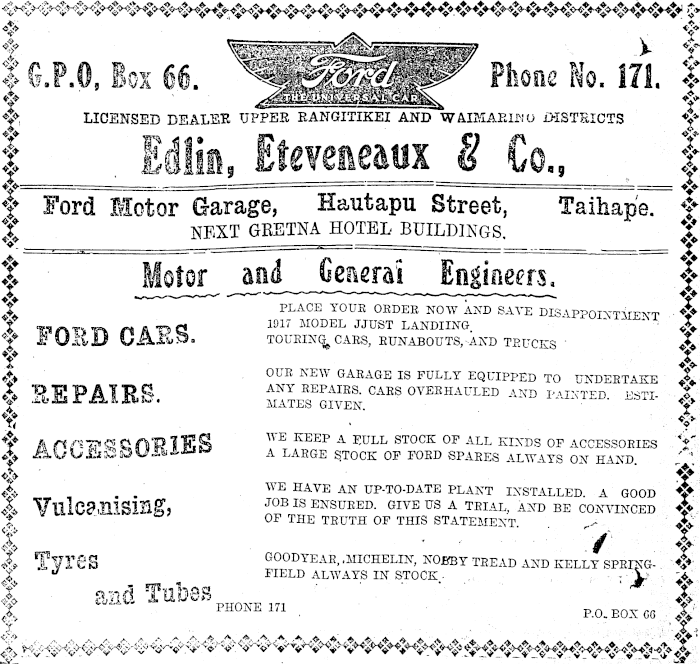 G.P.O, Box 66.
Ford
THE UNIVERSAL CAR
Phone No. 171.
LICENSED DEALER UPPER RANGITIKEI AND WAIMARINO DISTRICTS
Edlin, Eteveneaux & Co.,
Ford Motor Garage, Hautapu Street, Taihape.
NEXT GRETNA HOTEL BUILDINGS.
Motor and General Engineers.
FORD CARS.
PLACE YOUR ORDER NOW AND SAVE DISAPPOINTMENT
1917 MODEL JJUST LANDIING
TOURING CARS, RUNABOUTS, AND TRUCKS
REPAIRS.
OUR NEW GARAGE IS FULLY EQUIPPED TO UNDERTAKE
ANY REPAIRS. CARS OVERHAULED AND PAINTED. ESTI-
MATES GIVEN.
ACCESSORIES
WE KEEP A FULL STOCK OF ALL KINDS OF ACCESSORIES
A LARGE STOCK OF FORD SPARES ALWAYS ON HAND.
Vulcanising,
WE HAVE AN UP-TO-DATE PLANT INSTALLED. A GOOD
JOB IS ENSURED. GIVE US A TRIAL, AND BE CONVINCED
OF THE TRUTH OF THIS STATEMENT.
Tyres
and Tubes
GOODYEAR, MICHELIN, NOBBY TREAD AND KELLY SPRING-
FIELD ALWAYS IN STOCK.
PHONE 171
P.O. BOX 66